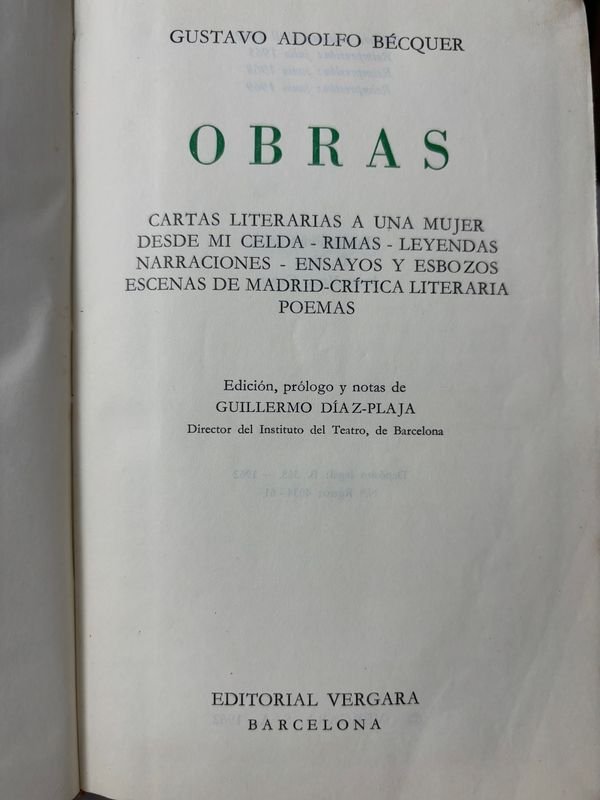 GUSTAVO ADOLFO BÉCQUER
OBRAS
CARTAS LITERARIAS A UNA MUJER
DESDE MI CELDA - RIMAS - LEYENDAS
NARRACIONES - ENSAYOS Y ESBOZOS
ESCENAS DE MADRID-CRÍTICA LITERARIA
POEMAS
Edición, prólogo y notas de
GUILLERMO DÍAZ-PLAJA
Director del Instituto del Teatro, de Barcelona
EDITORIAL VERGARA
BARCELONA